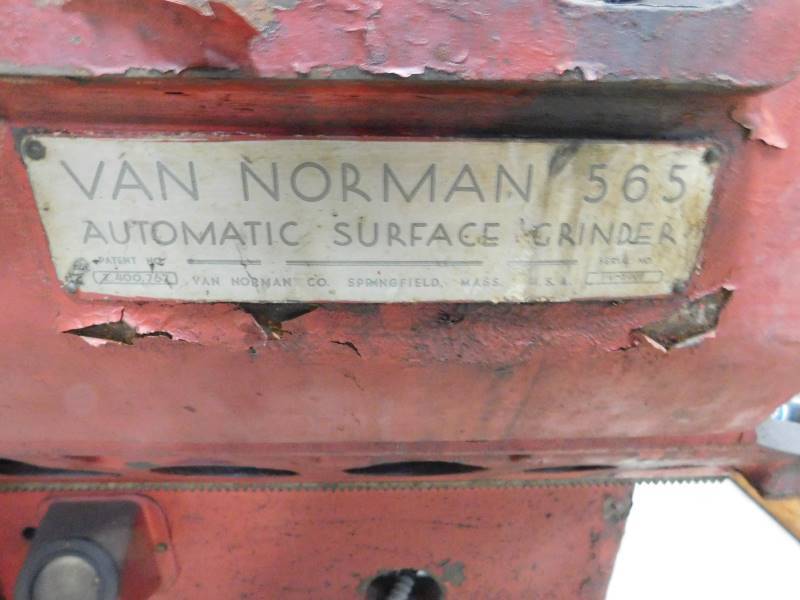 VAN NORMAN 565
AUTOMATIC SURFACE GRINDER
PATENT NO. SERIAL NO.
VAN NORMAN CO. SPRINGFIELD, MASS. U.S.A.